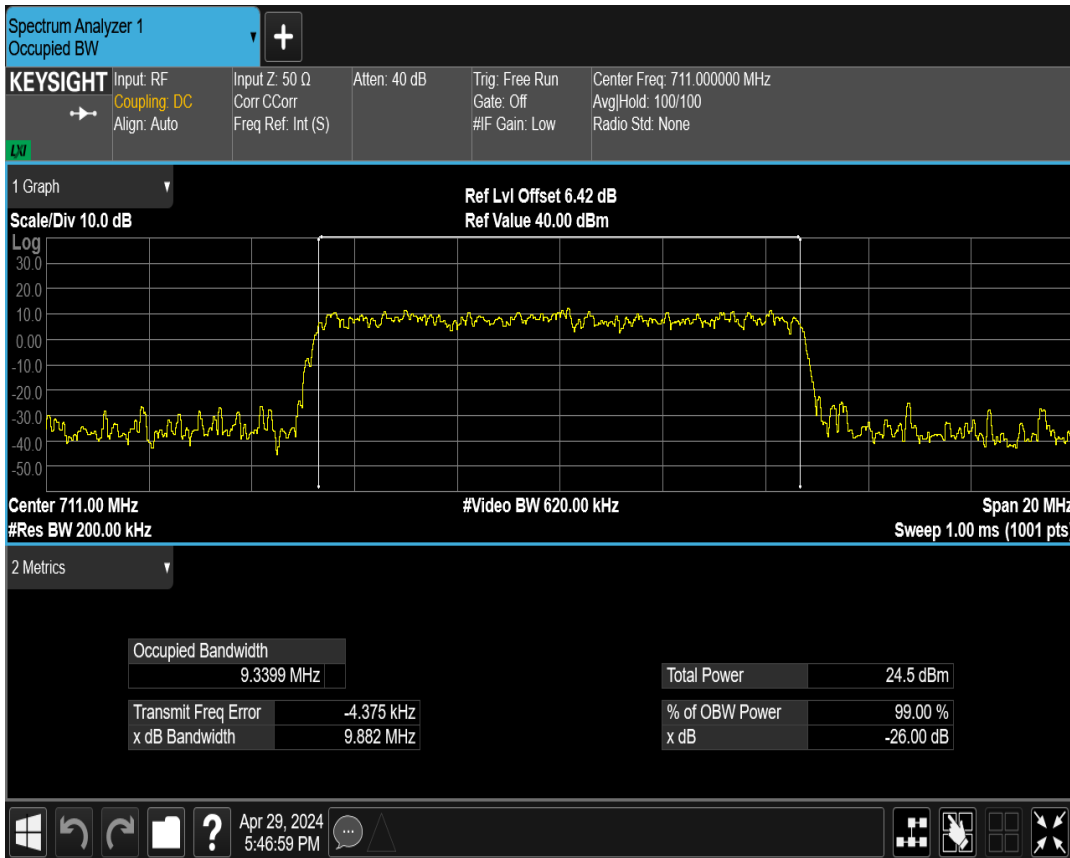 Spectrum Analyzer 1
Occupied BW
KEYSIGHT
LXI
Input: RF
Coupling: DC
Align: Auto
Input Z: 50 Ω
Corr CCorr
Freq Ref: Int (S)
Atten: 40 dB
Trig: Free Run
Gate: Off
#IF Gain: Low
Center Freq: 711.000000 MHz
Avg|Hold: 100/100
Radio Std: None
1 Graph
Scale/Div 10.0 dB
Ref Lvl Offset 6.42 dB
Ref Value 40.00 dBm
Log
30.0
20.0
10.0
0.00
-10.0
-20.0
-30.0
-40.0
-50.0
Center 711.00 MHz
#Video BW 620.00 kHz
Span 20 MHz
#Res BW 200.00 kHz
Sweep 1.00 ms (1001 pts)
2 Metrics
Occupied Bandwidth
9.3399 MHz
Transmit Freq Error -4.375 kHz
x dB Bandwidth 9.882 MHz
Total Power 24.5 dBm
% of OBW Power 99.00 %
x dB -26.00 dB
?
Apr 29, 2024
5:46:59 PM